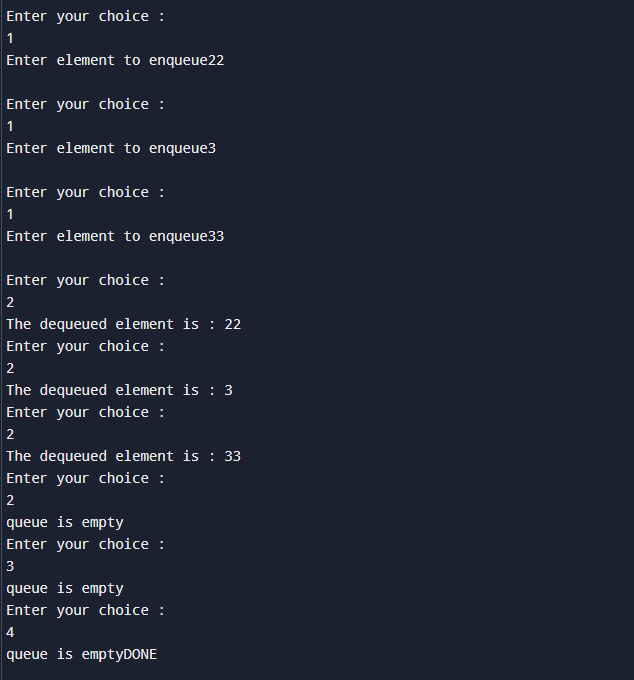 Enter your choice :
1
Enter element to enqueue22
Enter your choice :
1
Enter element to enqueue3
Enter your choice :
1
Enter element to enqueue33
Enter your choice :
2
The dequeued element is : 22
Enter your choice :
2
The dequeued element is : 3
Enter your choice :
2
The dequeued element is : 33
Enter your choice :
2
queue is empty
Enter your choice :
3
queue is empty
Enter your choice :
4
queue is emptyDONE